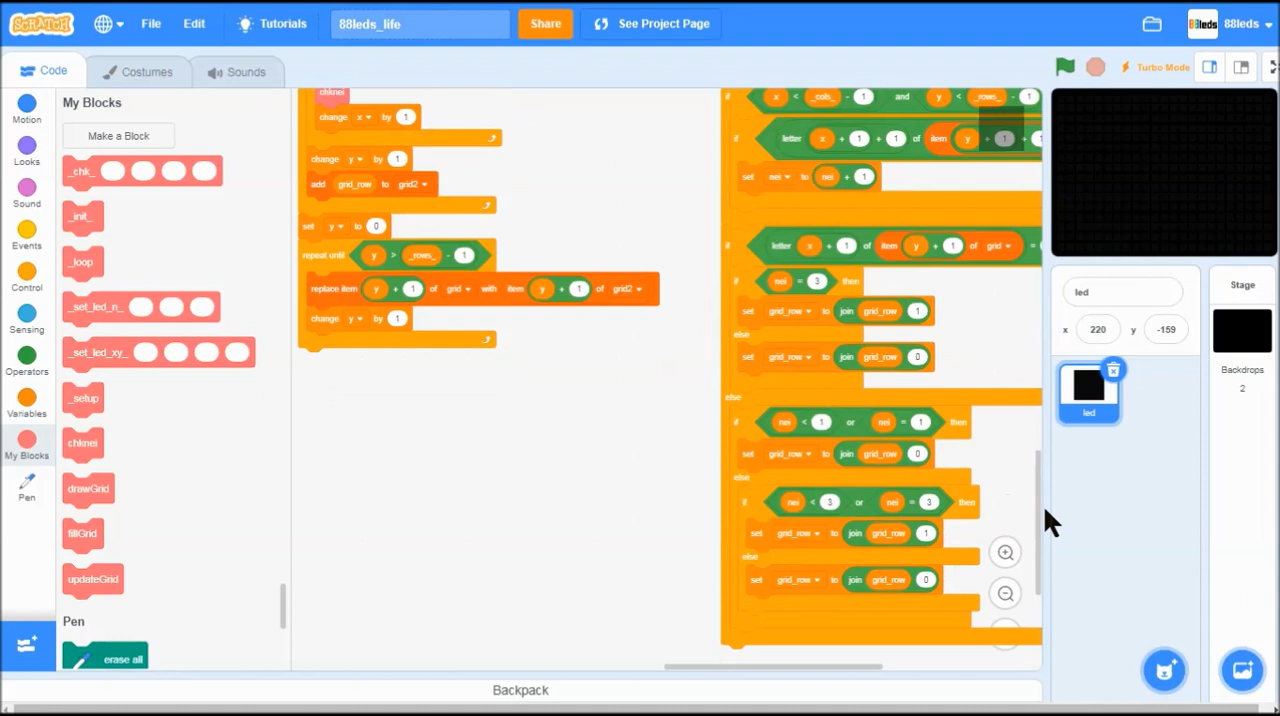 SCRATCH File Edit Tutorials 88leds_life Share See Project Page 88leds 88leds
Code Costumes Sounds Turbo Mode
Motion
Looks
Sound
Events
Control
Sensing
Operators
Variables
My Blocks
Pen
My Blocks
Make a Block
_chk_
_init_
_loop
_set_led_n_
_set_led_xy_
_setup
chknei
drawGrid
fillGrid
updateGrid
Pen
erase all
chknei
change x by 1
change y by 1
add grid_row to grid2
set y to 0
repeat until y > _rows_ - 1
replace item y + 1 of grid with item y + 1 of grid2
change y by 1
if x < _cols_ - 1 and y < _rows_ - 1
if letter x + 1 + 1 of item y + 1 +
set nei to nei + 1
if letter x + 1 of item y + 1 of grid =
if nei = 3 then
set grid_row to join grid_row 1
else
set grid_row to join grid_row 0
else
if nei < 1 or nei = 1 then
set grid_row to join grid_row 0
else
if nei < 3 or nei = 3 then
set grid_row to join grid_row 1
else
set grid_row to join grid_row 0
led
x 220 y -159
led
Stage
Backdrops
2
Backpack